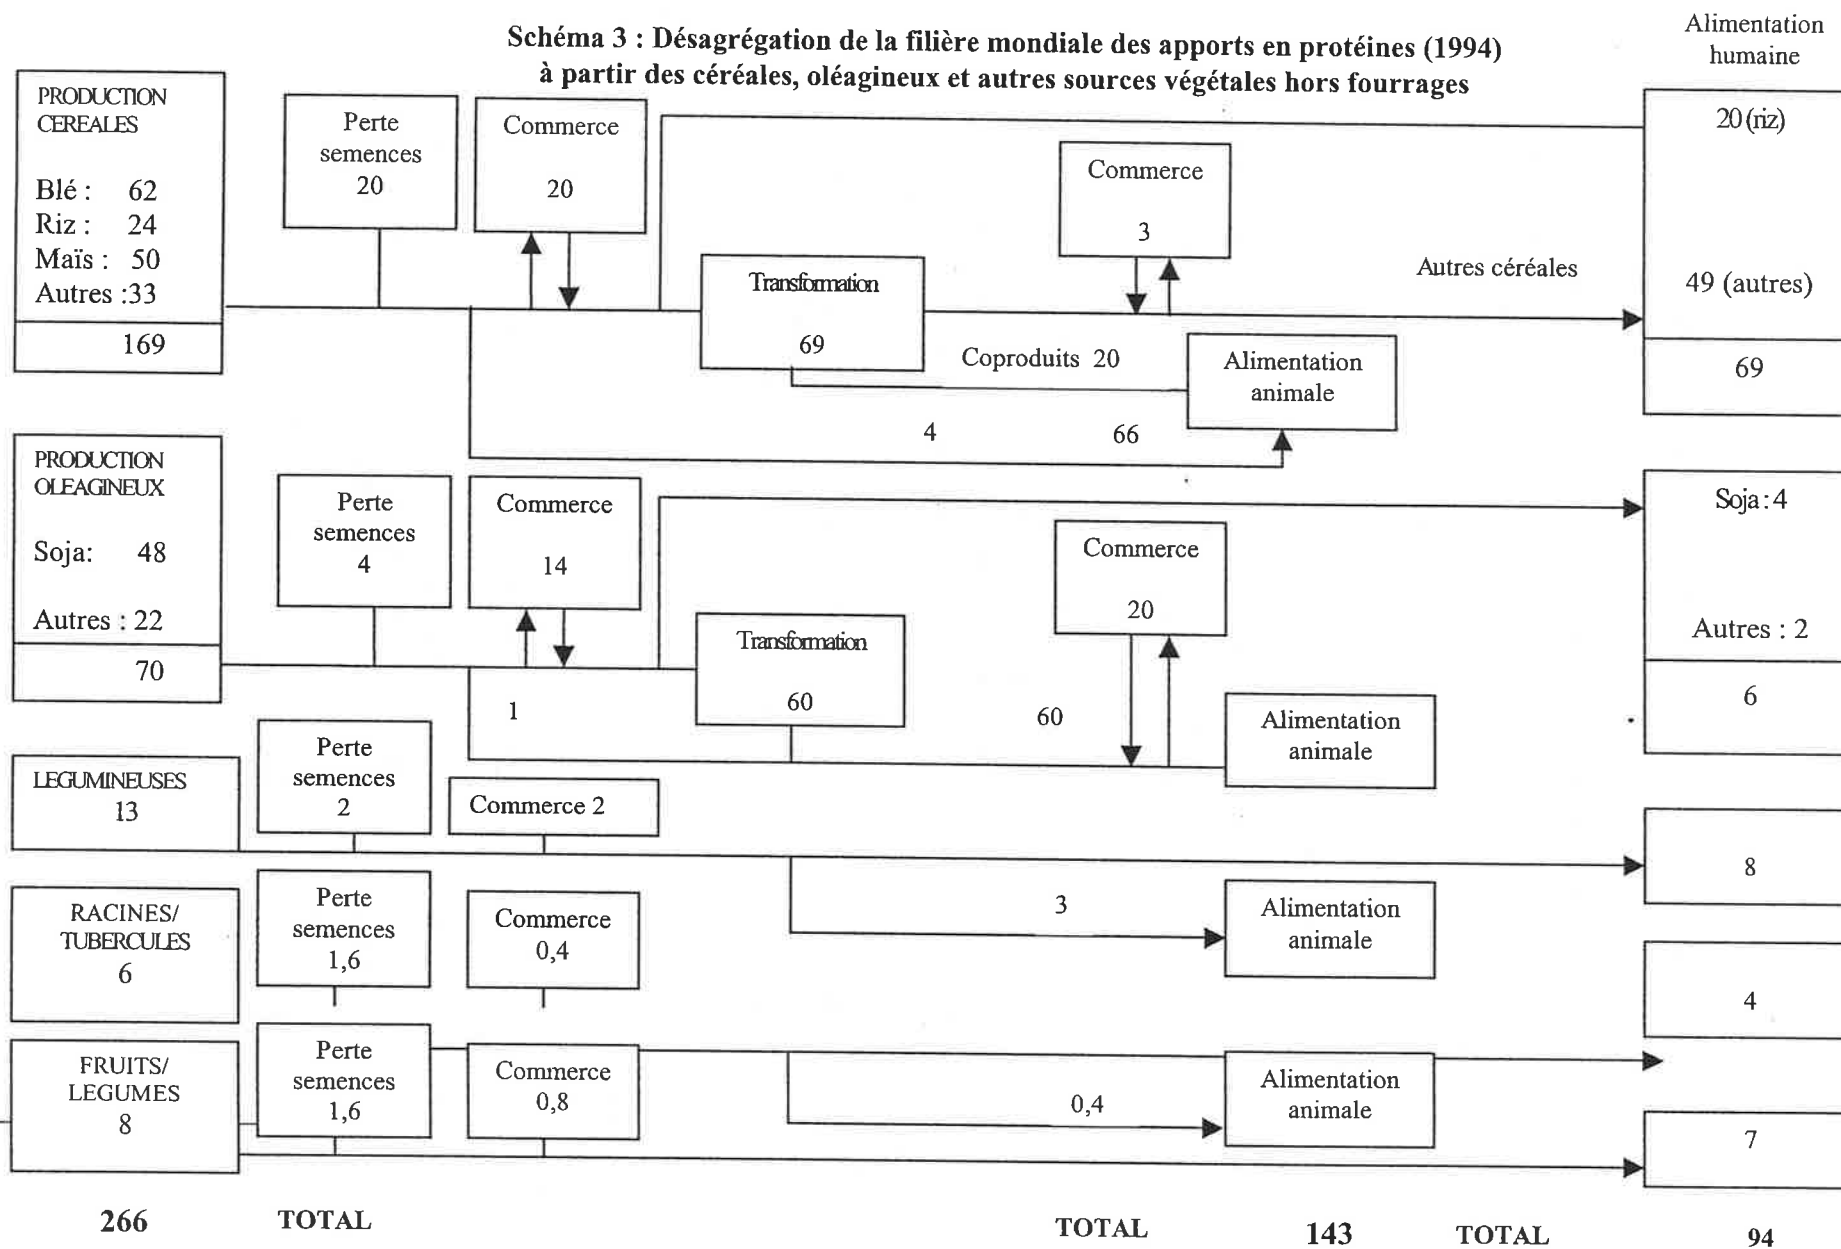 Schéma 3 : Désagrégation de la filière mondiale des apports en protéines (1994)
à partir des céréales, oléagineux et autres sources végétales hors fourrages
Alimentation
humaine
PRODUCTION
CEREALES
Blé : 62
Riz : 24
Maïs : 50
Autres :33
169
Perte
semences
20
Commerce
20
Transformation
69
Commerce
3
Autres céréales
Coproduits 20
Alimentation
animale
4 66
20 (riz)
49 (autres)
69
PRODUCTION
OLEAGINEUX
Soja: 48
Autres : 22
70
Perte
semences
4
Commerce
14
1
Transformation
60
60
Commerce
20
Alimentation
animale
Soja : 4
Autres : 2
6
LEGUMINEUSES
13
Perte
semences
2
Commerce 2
3
Alimentation
animale
8
RACINES/
TUBERCULES
6
Perte
semences
1,6
Commerce
0,4
4
FRUITS/
LEGUMES
8
Perte
semences
1,6
Commerce
0,8
0,4
Alimentation
animale
7
266 TOTAL TOTAL 143 TOTAL 94